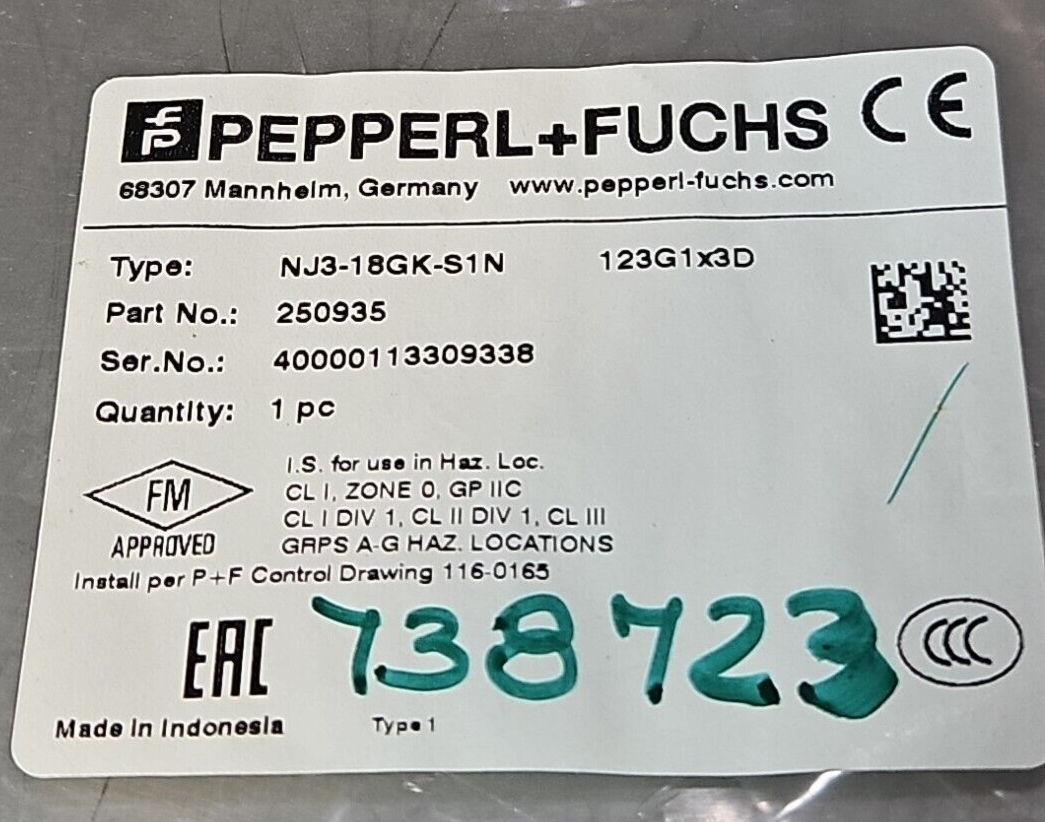 PEPPERL+FUCHS CE
68307 Mannheim, Germany www.pepperl-fuchs.com
Type: NJ3-18GK-S1N 123G1x3D
Part No.: 250935
Ser.No.: 40000113309338
Quantity: 1 pc
FM
APPROVED
I.S. for use in Haz. Loc.
CL I, ZONE 0, GP IIC
CL I DIV 1, CL II DIV 1, CL III
GRPS A-G HAZ. LOCATIONS
Install per P+F Control Drawing 116-0165
EAC 738723 CCC
Made in Indonesia Type 1